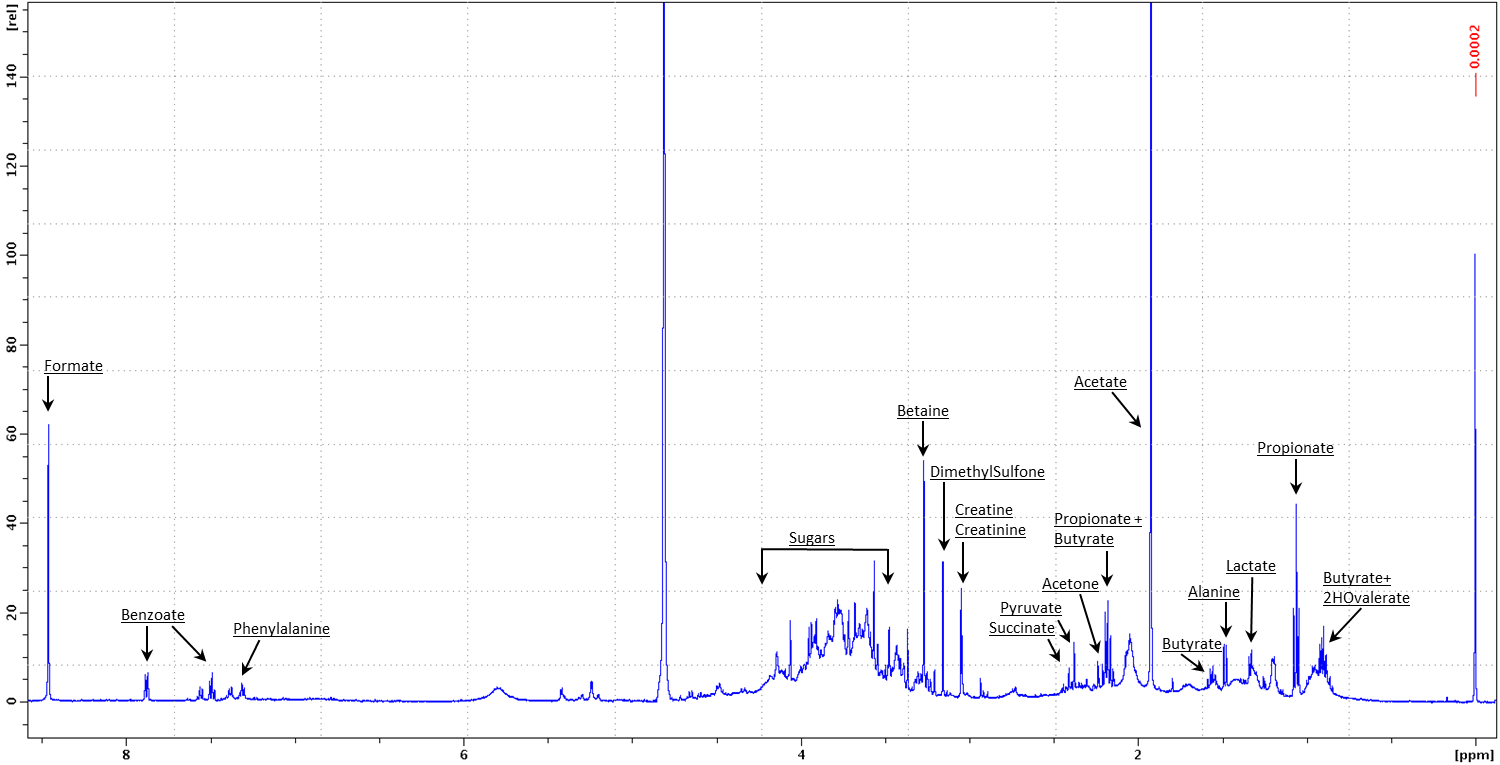 [rel]
0.0002
140
120
100
80
60
40
20
0
Formate
Benzoate
Phenylalanine
Sugars
Betaine
DimethylSulfone
Creatine
Creatinine
Propionate +
Butyrate
Acetone
Pyruvate
Succinate
Acetate
Butyrate
Alanine
Lactate
Propionate
Butyrate+
2HOvalerate
8
6
4
2
[ppm]